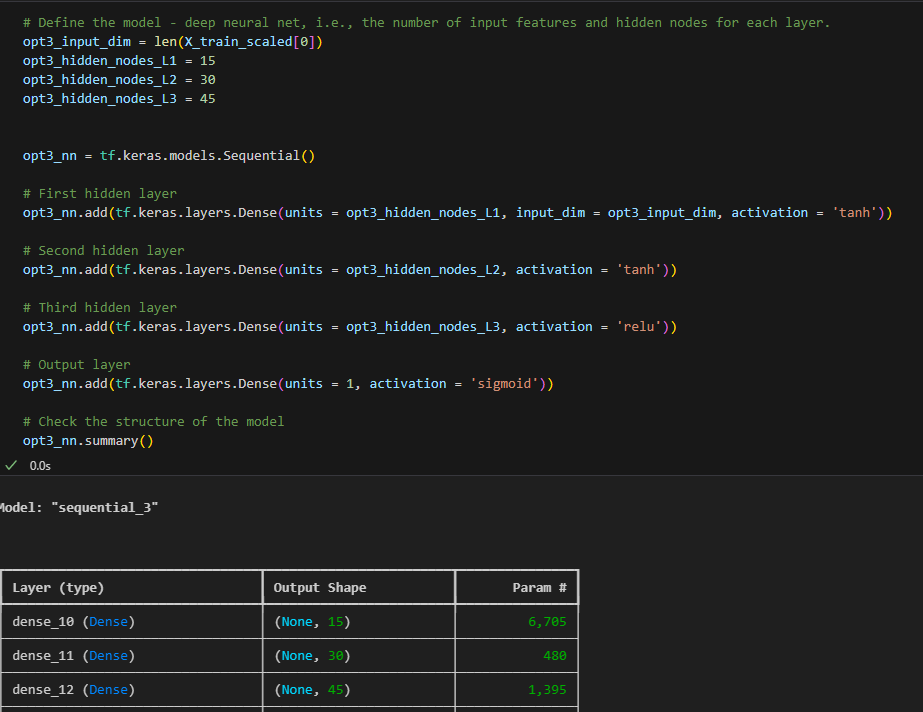 # Define the model - deep neural net, i.e., the number of input features and hidden nodes for each layer.
opt3_input_dim = len(X_train_scaled[0])
opt3_hidden_nodes_L1 = 15
opt3_hidden_nodes_L2 = 30
opt3_hidden_nodes_L3 = 45
opt3_nn = tf.keras.models.Sequential()
# First hidden layer
opt3_nn.add(tf.keras.layers.Dense(units = opt3_hidden_nodes_L1, input_dim = opt3_input_dim, activation = 'tanh'))
# Second hidden layer
opt3_nn.add(tf.keras.layers.Dense(units = opt3_hidden_nodes_L2, activation = 'tanh'))
# Third hidden layer
opt3_nn.add(tf.keras.layers.Dense(units = opt3_hidden_nodes_L3, activation = 'relu'))
# Output layer
opt3_nn.add(tf.keras.layers.Dense(units = 1, activation = 'sigmoid'))
# Check the structure of the model
opt3_nn.summary()
0.0s
Model: "sequential_3"
Layer (type) Output Shape Param #
dense_10 (Dense) (None, 15) 6,705
dense_11 (Dense) (None, 30) 480
dense_12 (Dense) (None, 45) 1,395